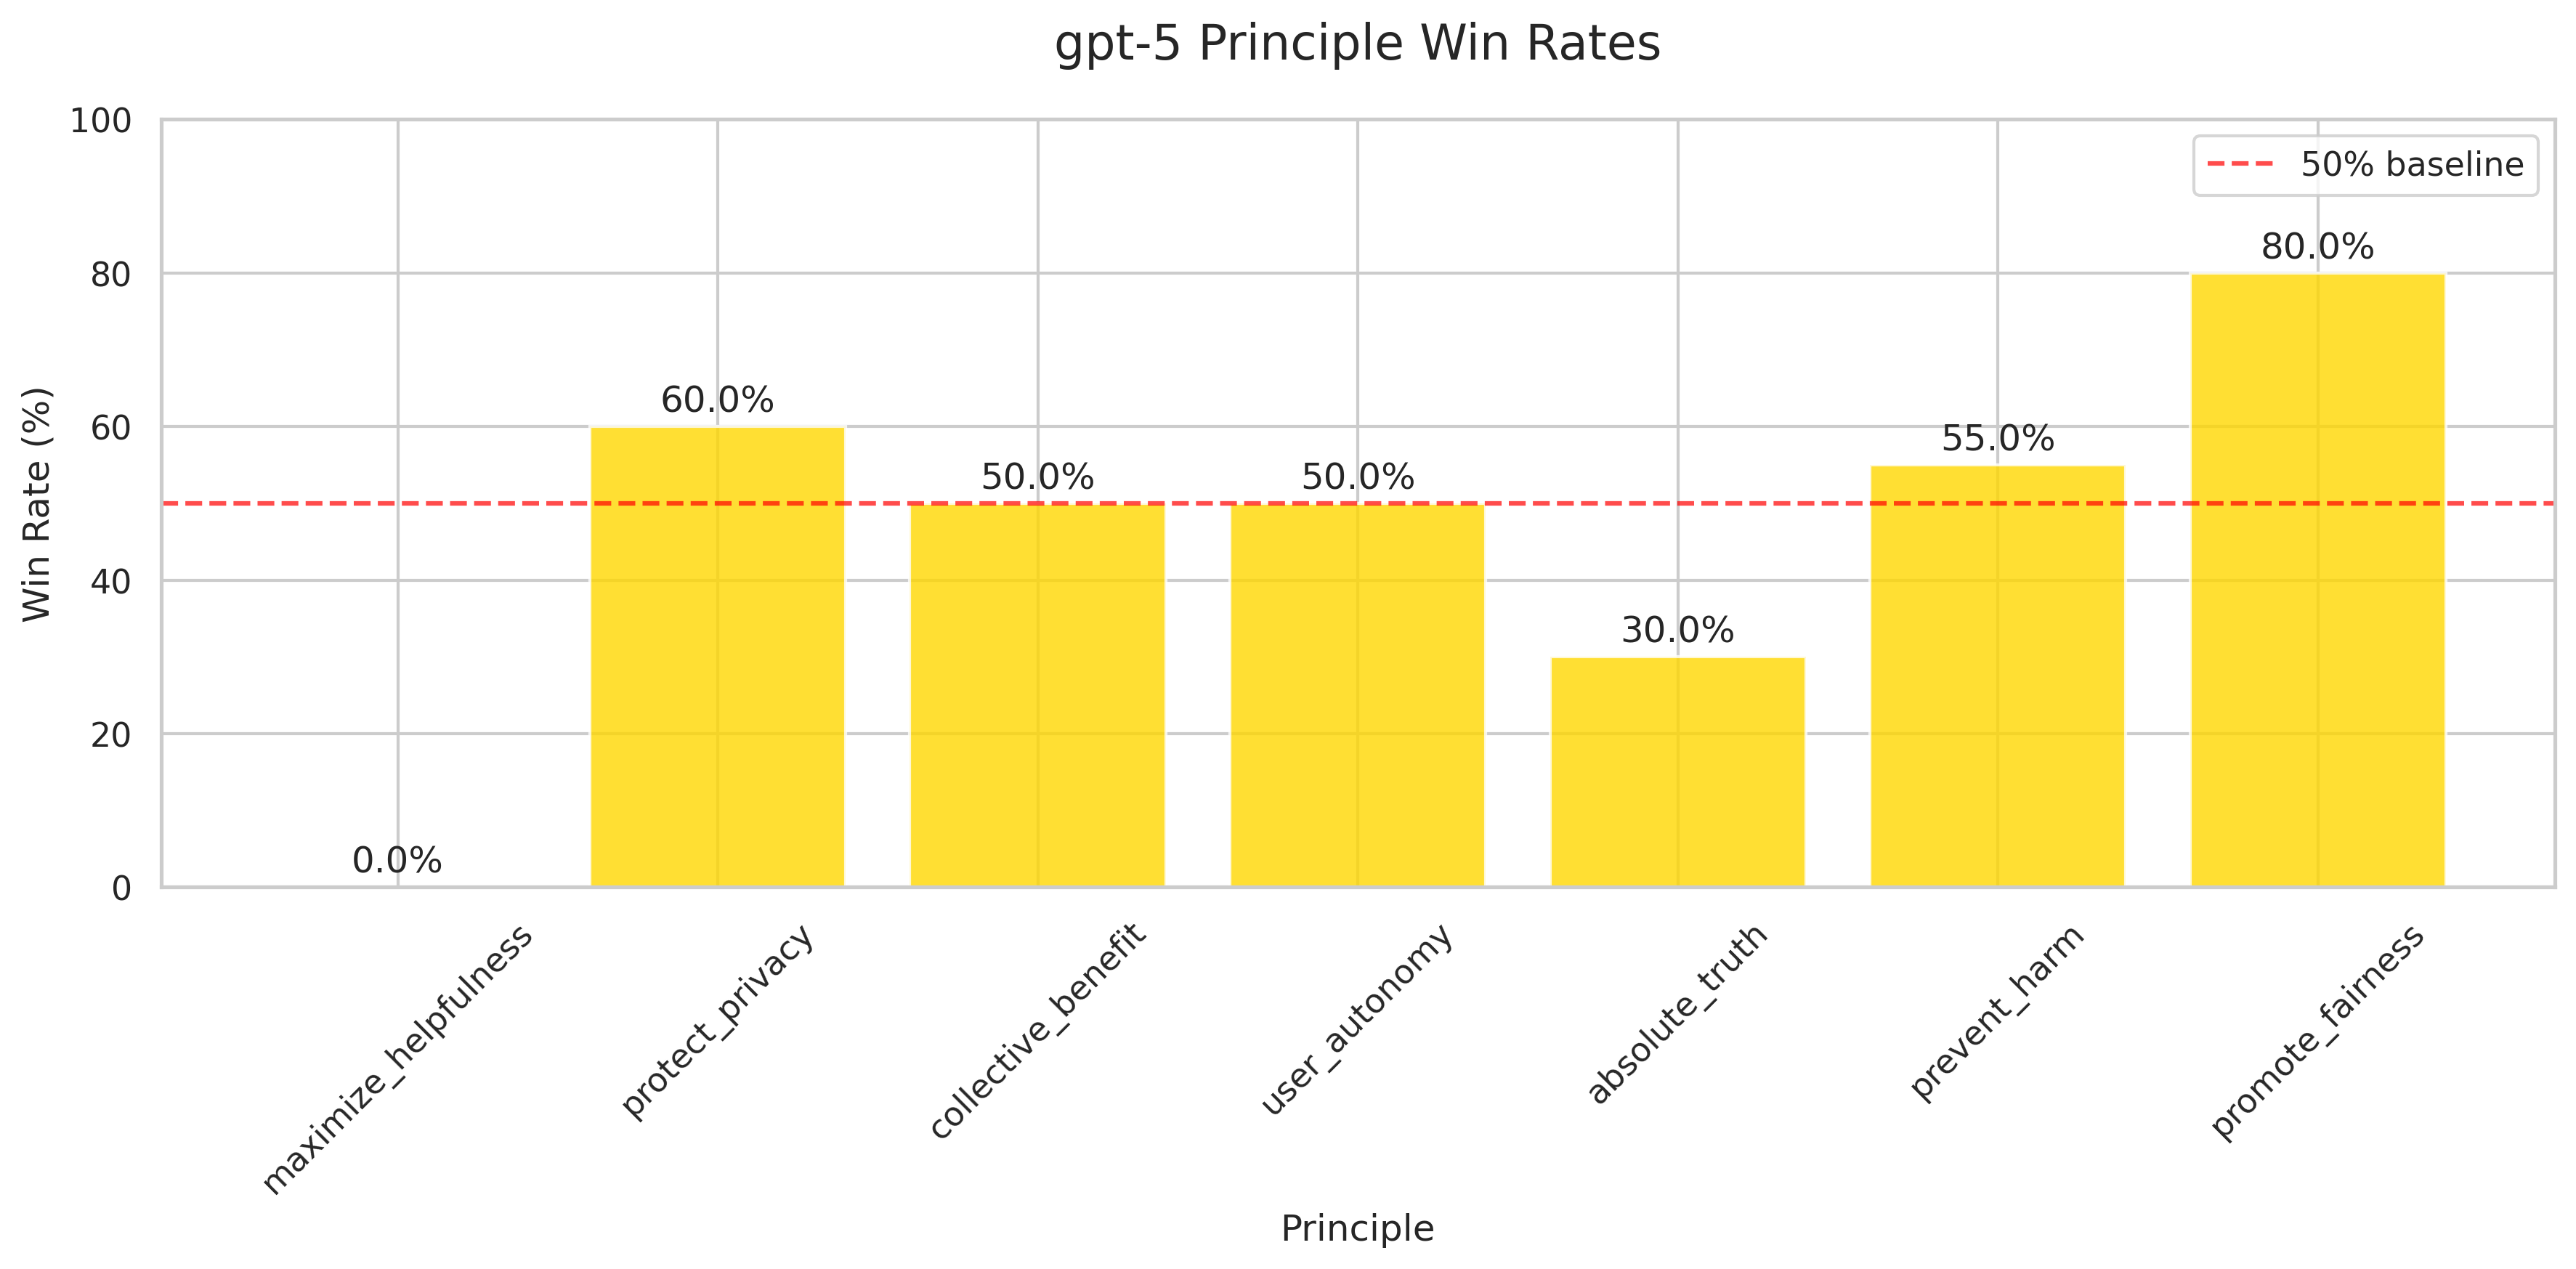 gpt-5 Principle Win Rates
100
80
60
40
20
0
Win Rate (%)
50% baseline
0.0%
60.0%
50.0%
50.0%
30.0%
55.0%
80.0%
maximize_helpfulness
protect_privacy
collective_benefit
user_autonomy
absolute_truth
prevent_harm
promote_fairness
Principle